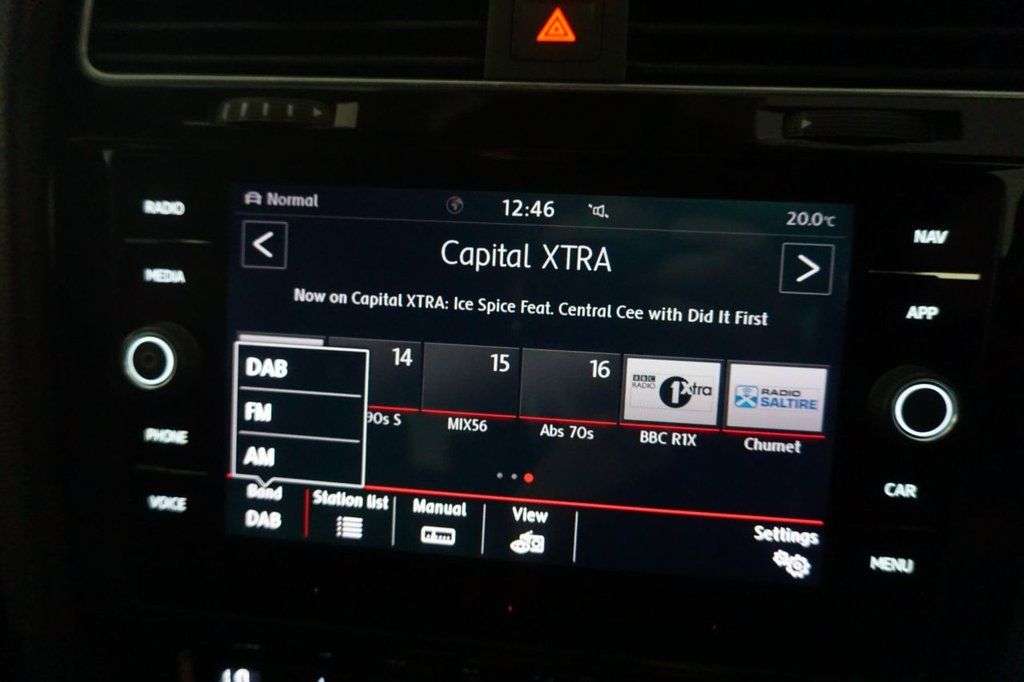 Normal
12:46
20.0°C
RADIO
MEDIA
PHONE
VOICE
NAV
APP
CAR
MENU
Capital XTRA
Now on Capital XTRA: Ice Spice Feat. Central Cee with Did It First
14
15
16
BBC
RADIO
1Xtra
RADIO
SALTIRE
90s S
MIX56
Abs 70s
BBC R1X
Chumet
DAB
FM
AM
Band
DAB
Station list
Manual
View
Settings